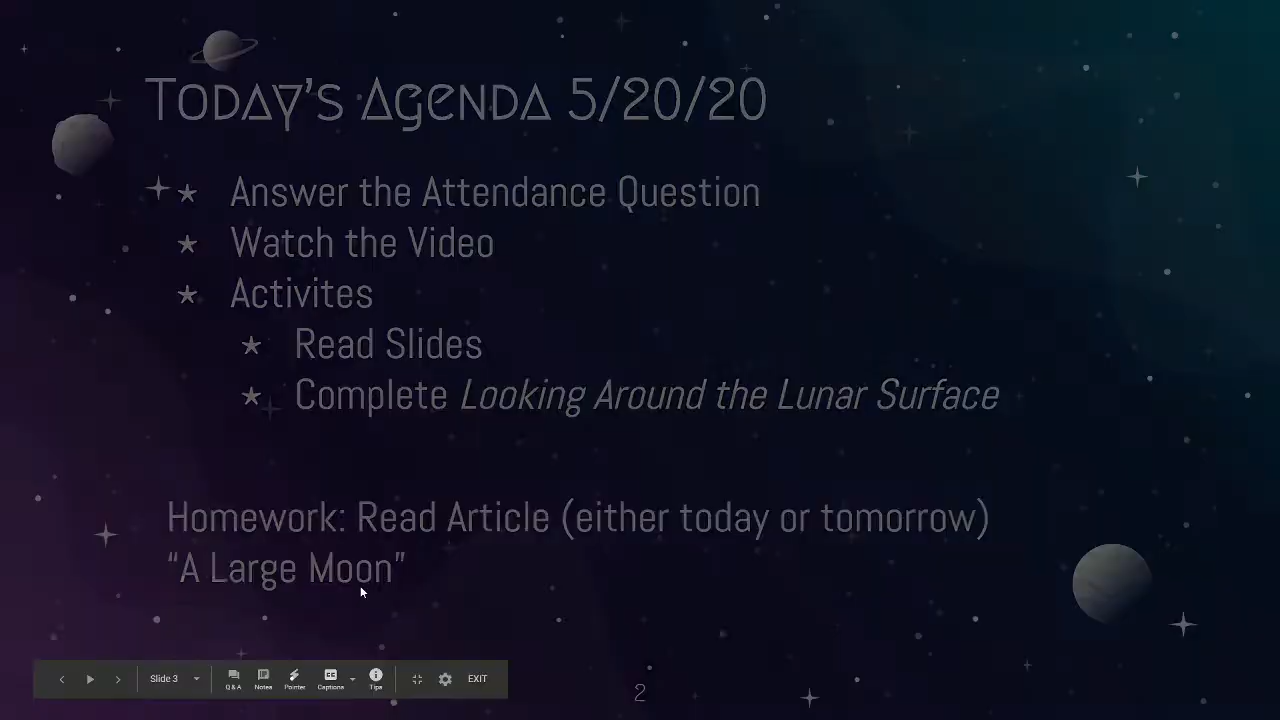 Today's Agenda 5/20/20
Answer the Attendance Question
Watch the Video
Activites
Read Slides
Complete Looking Around the Lunar Surface
Homework: Read Article (either today or tomorrow)
“A Large Moon”
Slide 3
Q&A
Notes
Pointer
Captions
Tips
EXIT
2